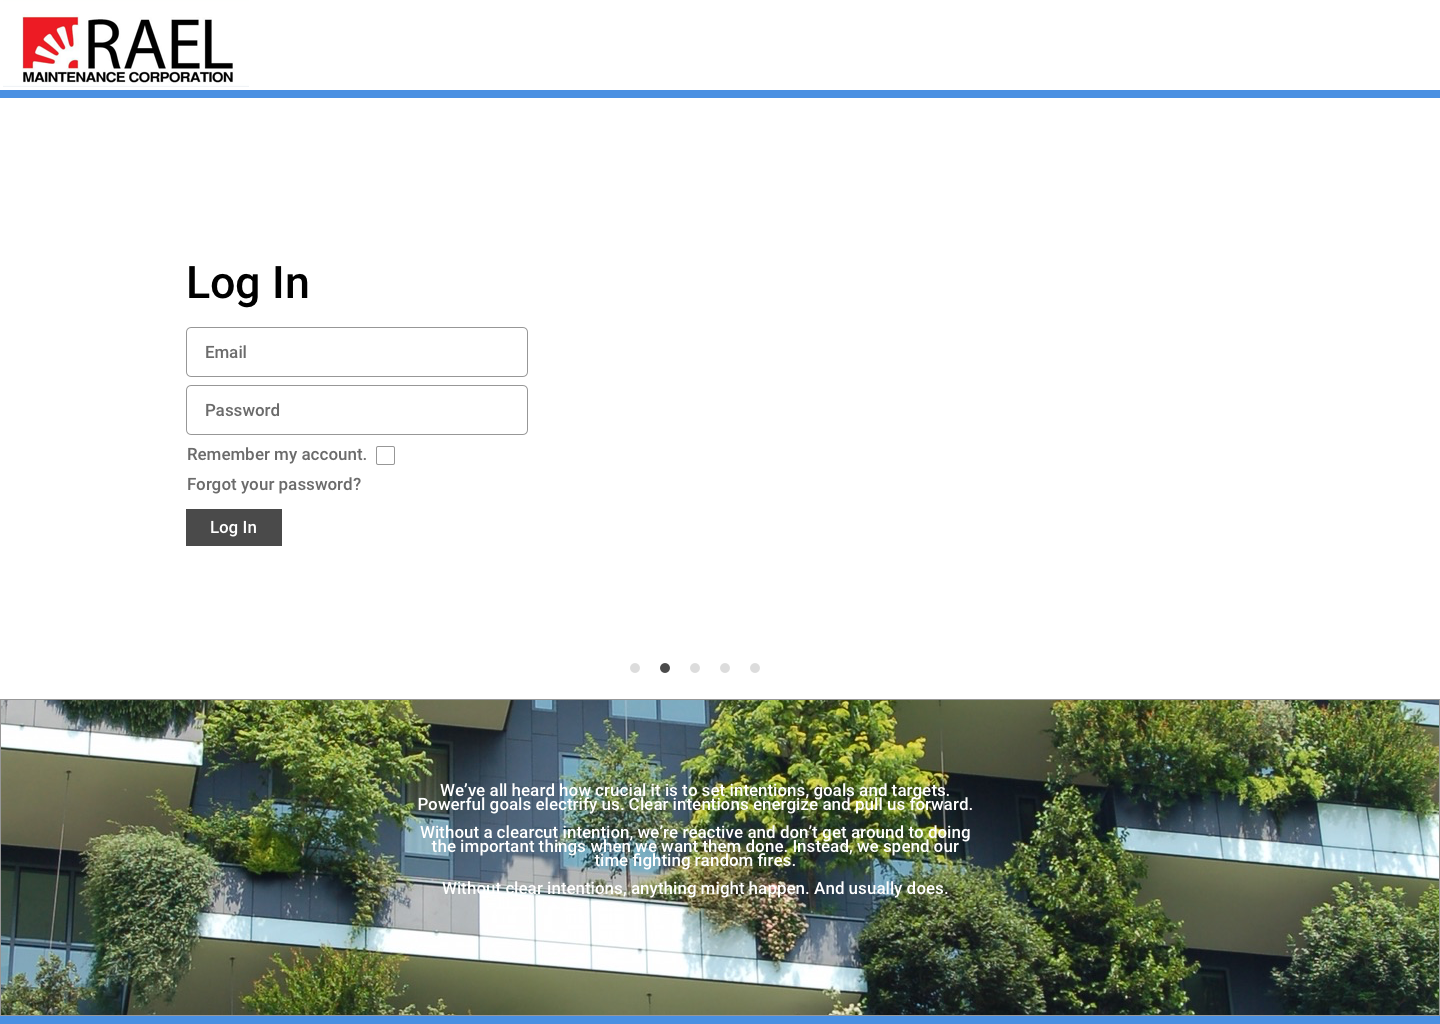 RAEL
MAINTENANCE CORPORATION
Log In
Email
Password
Remember my account.
Forgot your password?
Log In
We’ve all heard how crucial it is to set intentions, goals and targets.
Powerful goals electrify us. Clear intentions energize and pull us forward.
Without a clearcut intention, we’re reactive and don’t get around to doing
the important things when we want them done. Instead, we spend our
time fighting random fires.
Without clear intentions, anything might happen. And usually does.